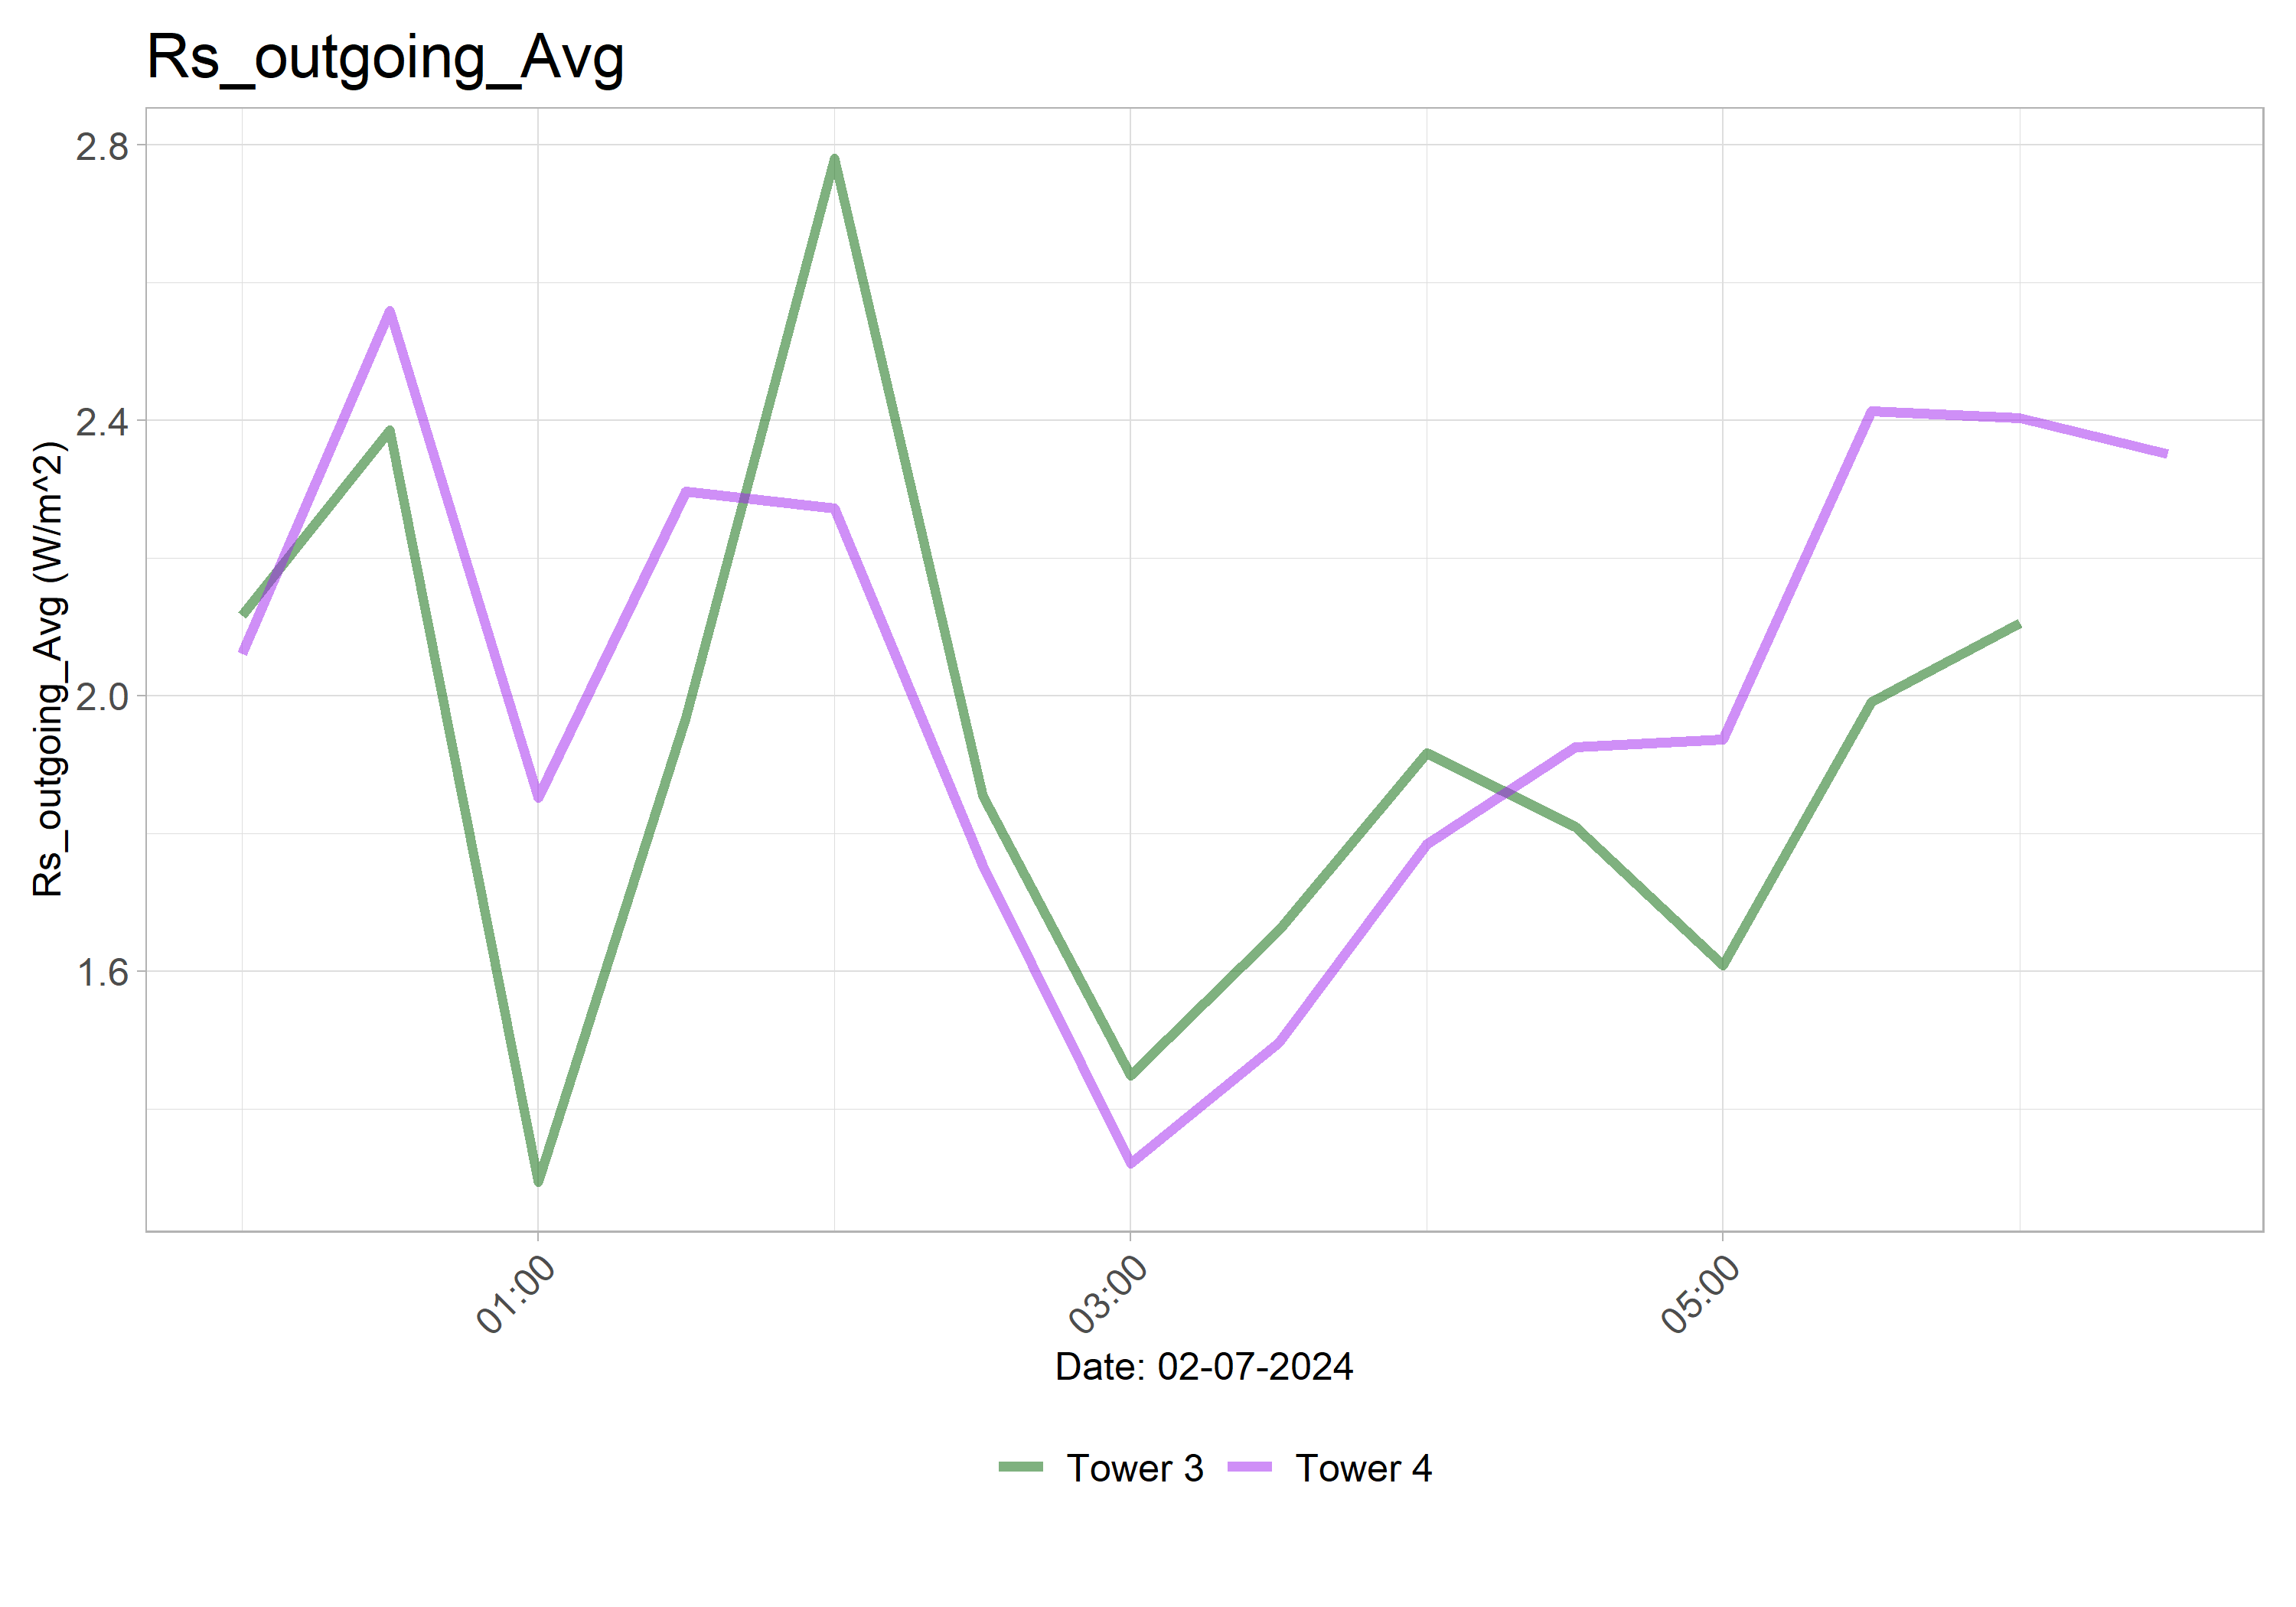 Rs_outgoing_Avg
Rs_outgoing_Avg (W/m^2)
2.8
2.4
2.0
1.6
01:00
03:00
05:00
Date: 02-07-2024
Tower 3
Tower 4